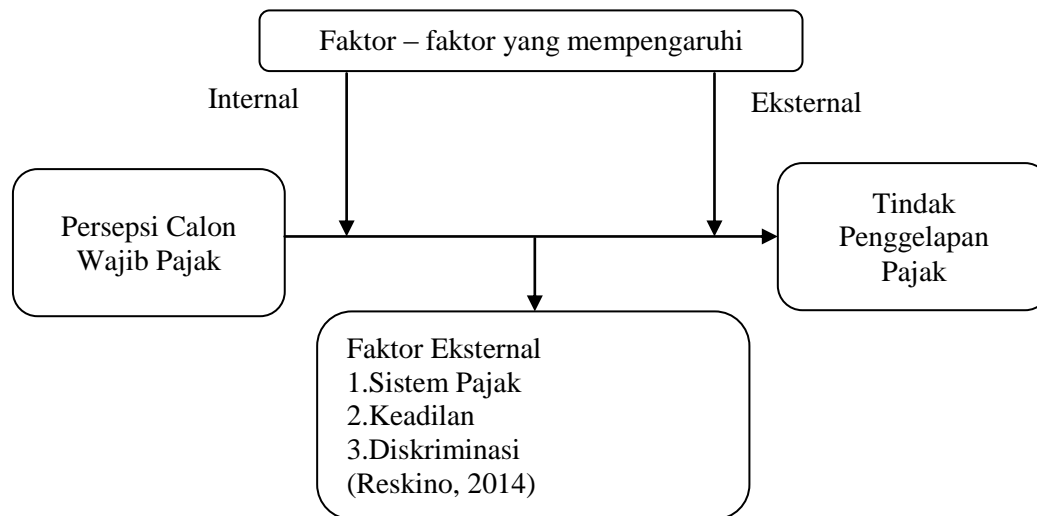 Faktor – faktor yang mempengaruhi
Internal
Eksternal
Persepsi Calon
Wajib Pajak
Tindak
Penggelapan
Pajak
Faktor Eksternal
1.Sistem Pajak
2.Keadilan
3.Diskriminasi
(Reskino, 2014)